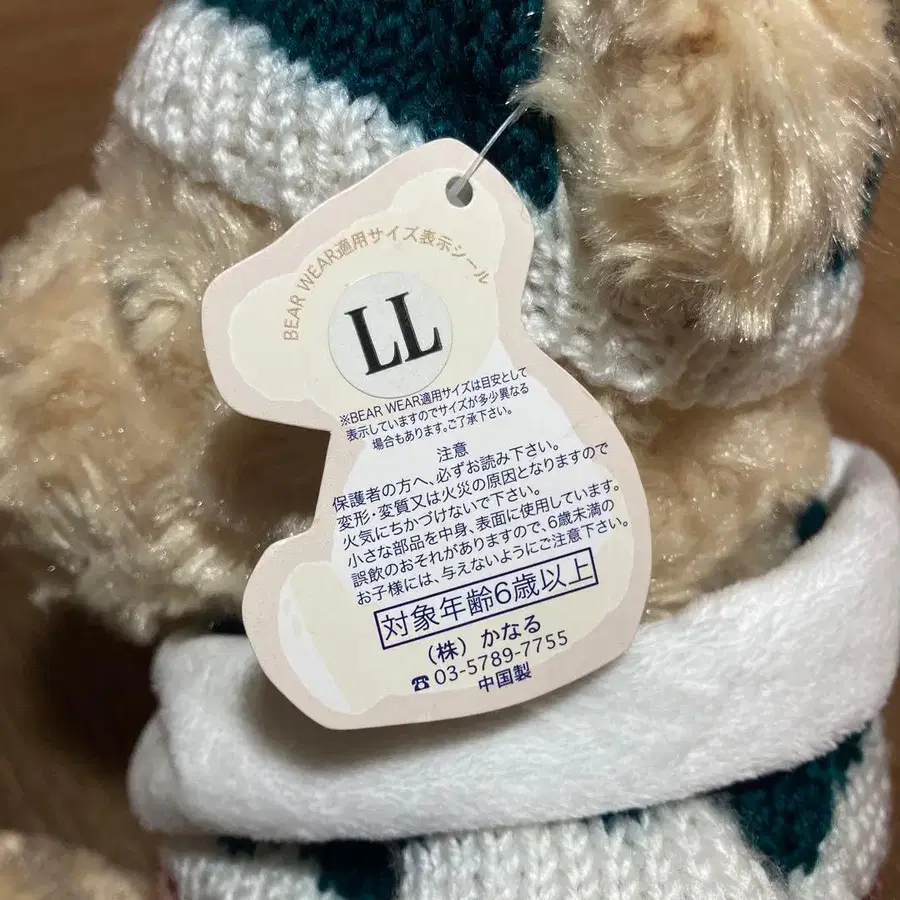 BEAR WEAR適用サイズ表示シール
LL
※BEAR WEAR適用サイズは目安として
表示していますのでサイズが多少異なる
場合もあります。ご了承下さい。
注意
保護者の方へ、必ずお読み下さい。
変形・変質又は火災の原因となりますので
火気にちかづけないで下さい。
小さな部品を中身、表面に使用しています。
誤飲のおそれがありますので、6歳未満の
お子様には、与えないようにご注意下さい。
対象年齢6歳以上
（株）かなる
☎03-5789-7755
中国製